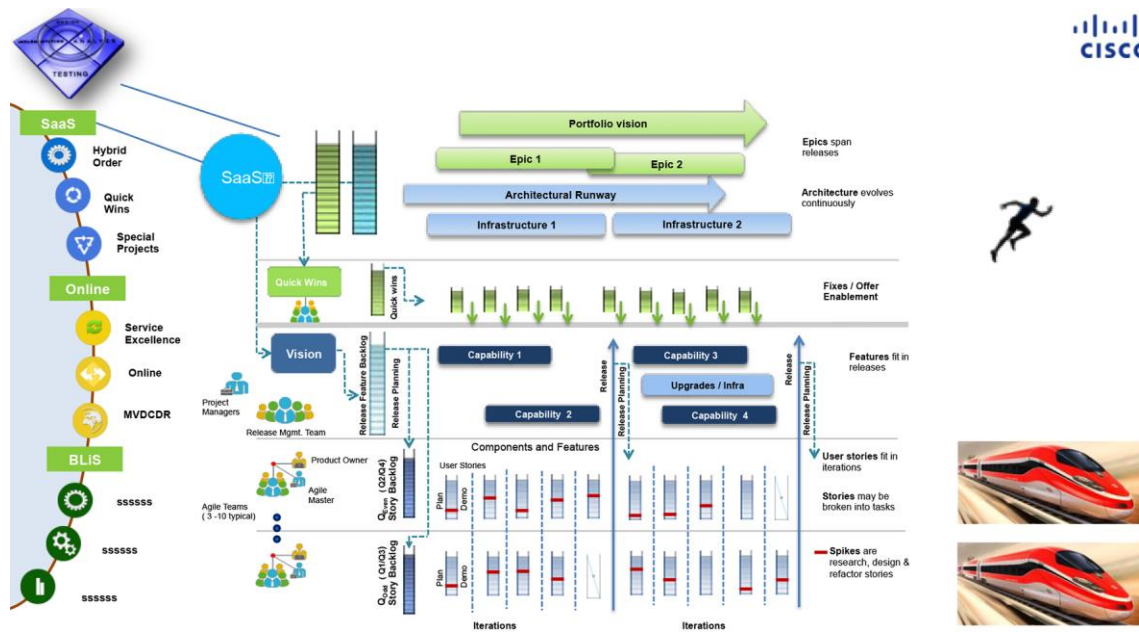 DESIGN
ANALYSIS
TESTING
CISCO
SaaS
Hybrid
Order
Quick
Wins
Special
Projects
Online
Service
Excellence
Online
MVDCDR
BLiS
ssssss
ssssss
ssssss
SaaS
Portfolio vision
Epic 1
Epic 2
Architectural Runway
Infrastructure 1
Infrastructure 2
Epics span
releases
Architecture evolves
continuously
Quick Wins
Quick wins
Fixes / Offer
Enablement
Vision
Project
Managers
Release Mgmt. Team
Release Feature Backlog
Release Planning
Capability 1
Capability 2
Release
Release Planning
Capability 3
Upgrades / Infra
Capability 4
Release
Release Planning
Features fit in
releases
Components and Features
Product Owner
Agile
Master
Agile Teams
( 3 -10 typical)
QEven ( Q2/Q4)
Story Backlog
User Stories
Plan
Demo
User stories fit in
iterations
Stories may be
broken into tasks
QOdd ( Q1/Q3)
Story Backlog
Plan
Demo
Spikes are
research, design &
refactor stories
Iterations
Iterations